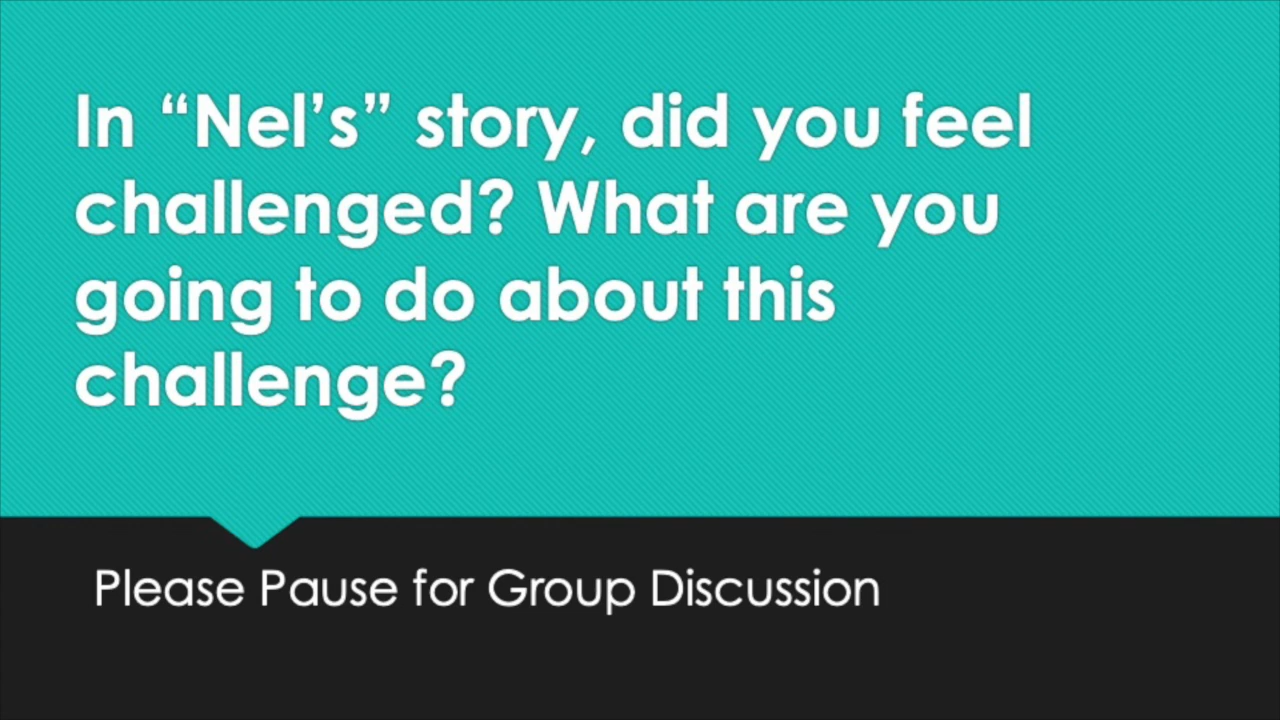 In “Nel’s” story, did you feel
challenged? What are you
going to do about this
challenge?
Please Pause for Group Discussion